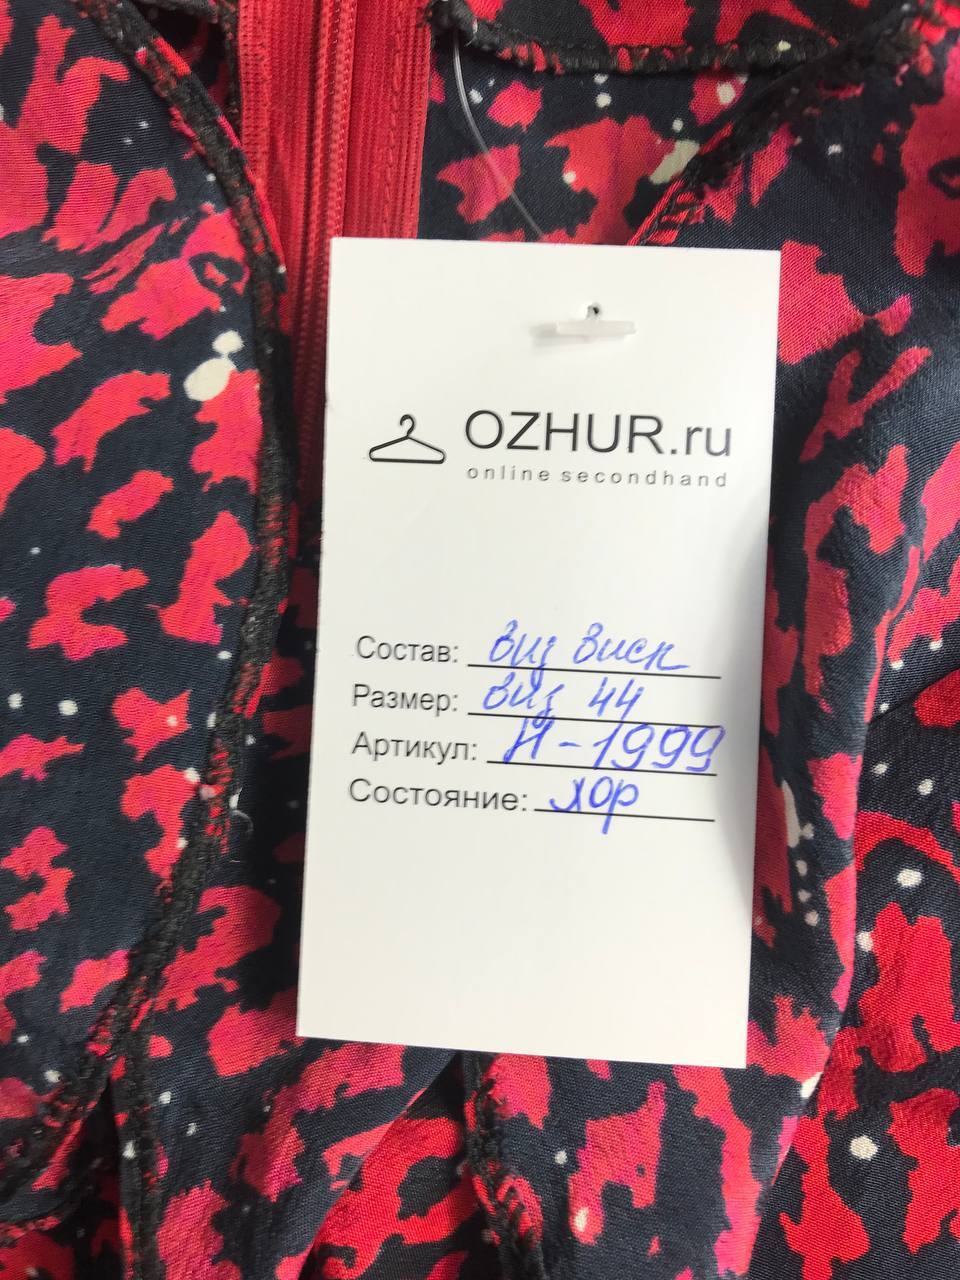 OZHUR.ru
online secondhand
Состав: виз виск
Размер: виз 44
Артикул: Й-1999
Состояние: хор